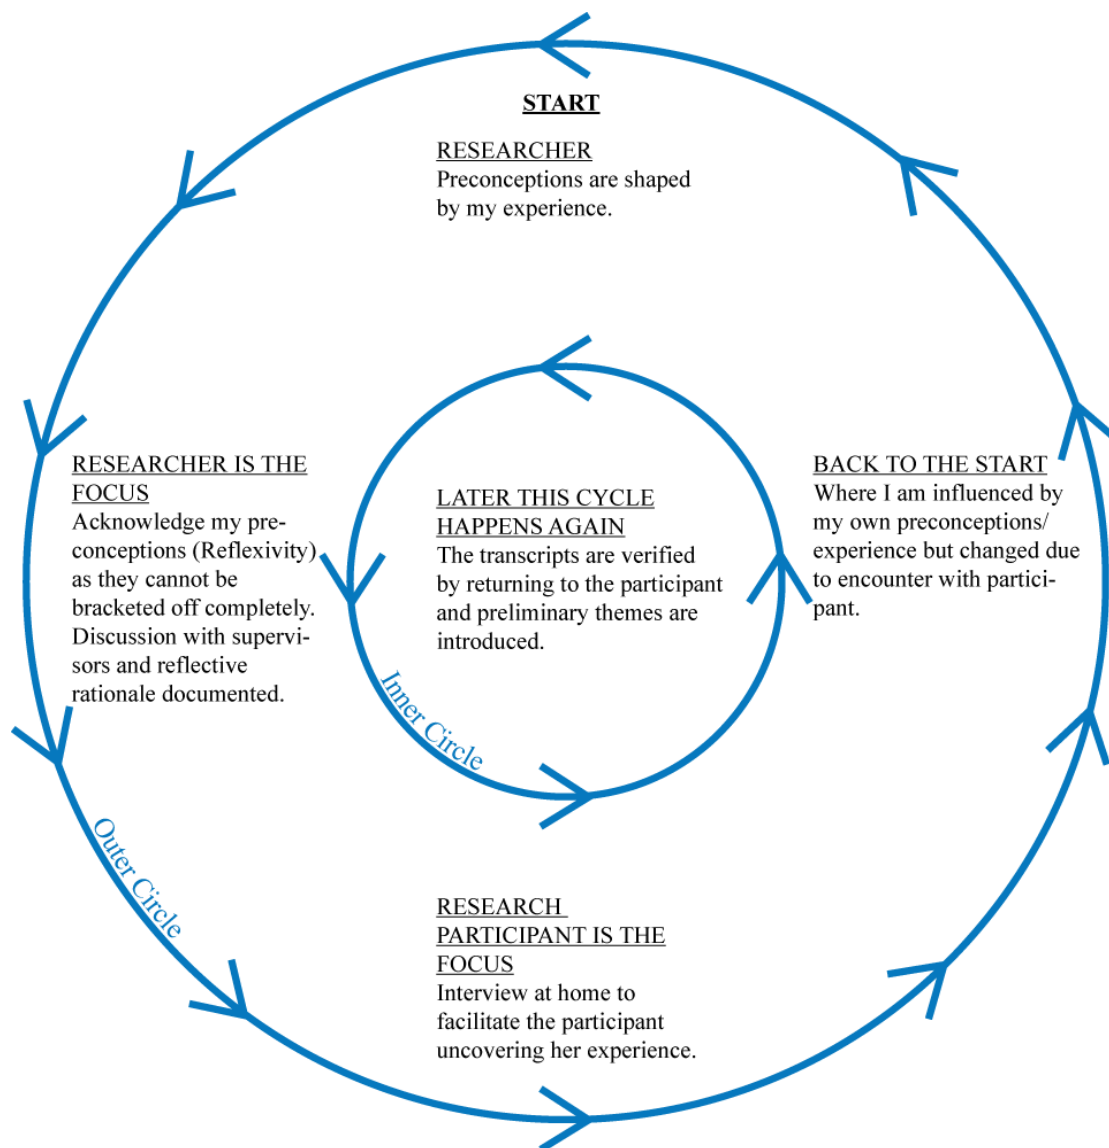 START
RESEARCHER
Preconceptions are shaped
by my experience.
RESEARCHER IS THE
FOCUS
Acknowledge my pre-
conceptions (Reflexivity)
as they cannot be
bracketed off completely.
Discussion with supervi-
sors and reflective
rationale documented.
LATER THIS CYCLE
HAPPENS AGAIN
The transcripts are verified
by returning to the participant
and preliminary themes are
introduced.
BACK TO THE START
Where I am influenced by
my own preconceptions/
experience but changed due
to encounter with partici-
pant.
Inner Circle
Outer Circle
RESEARCH
PARTICIPANT IS THE
FOCUS
Interview at home to
facilitate the participant
uncovering her experience.